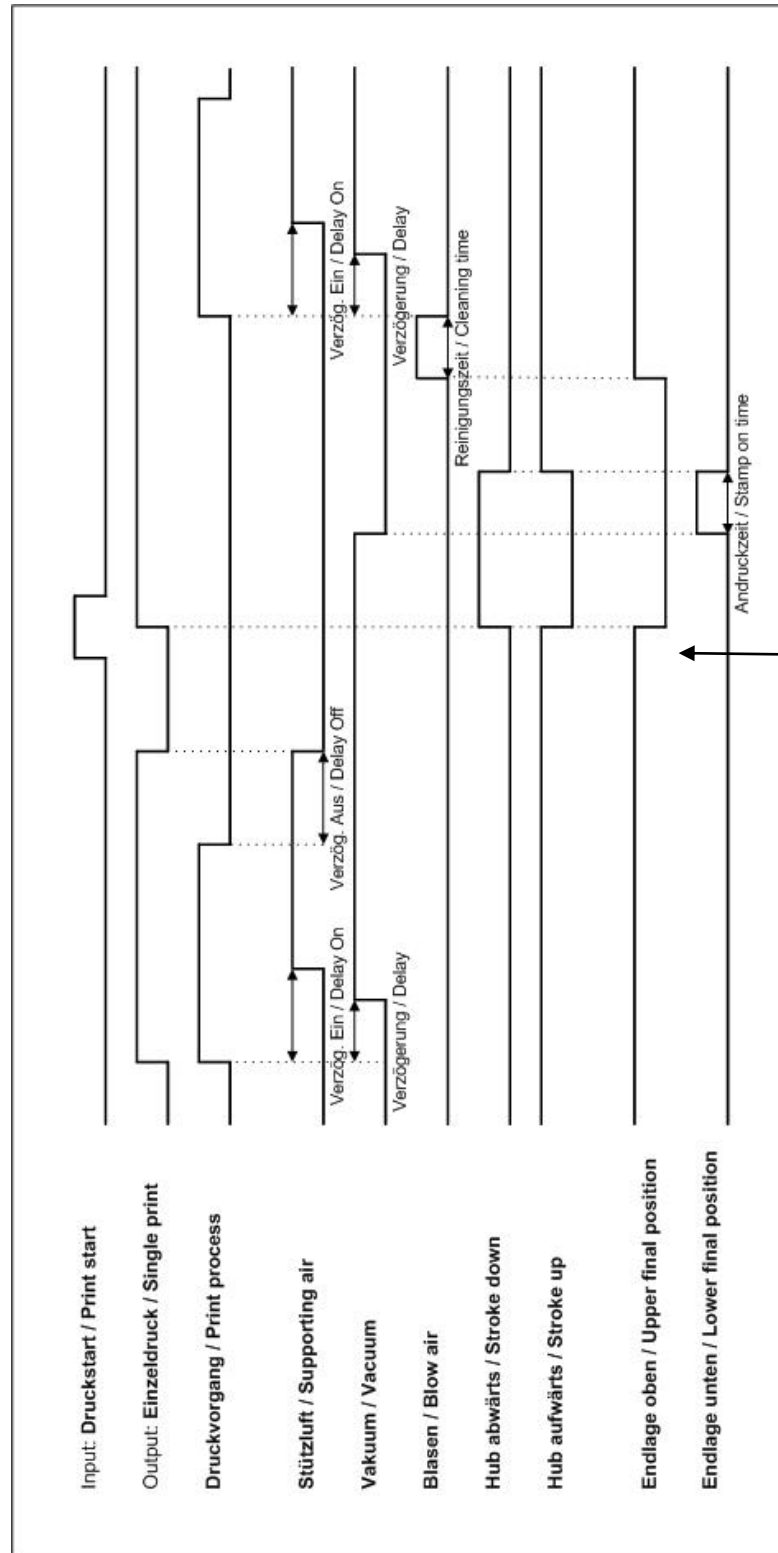 Input: Druckstart / Print start
Output: Einzeldruck / Single print
Druckvorgang / Print process
Stützluft / Supporting air
Verzög. Ein / Delay On
Verzög. Aus / Delay Off
Verzög. Ein / Delay On
Vakuum / Vacuum
Verzögerung / Delay
Verzögerung / Delay
Blasen / Blow air
Reinigungszeit / Cleaning time
Hub abwärts / Stroke down
Hub aufwärts / Stroke up
Endlage oben / Upper final position
Endlage unten / Lower final position
Andruckzeit / Stamp on time